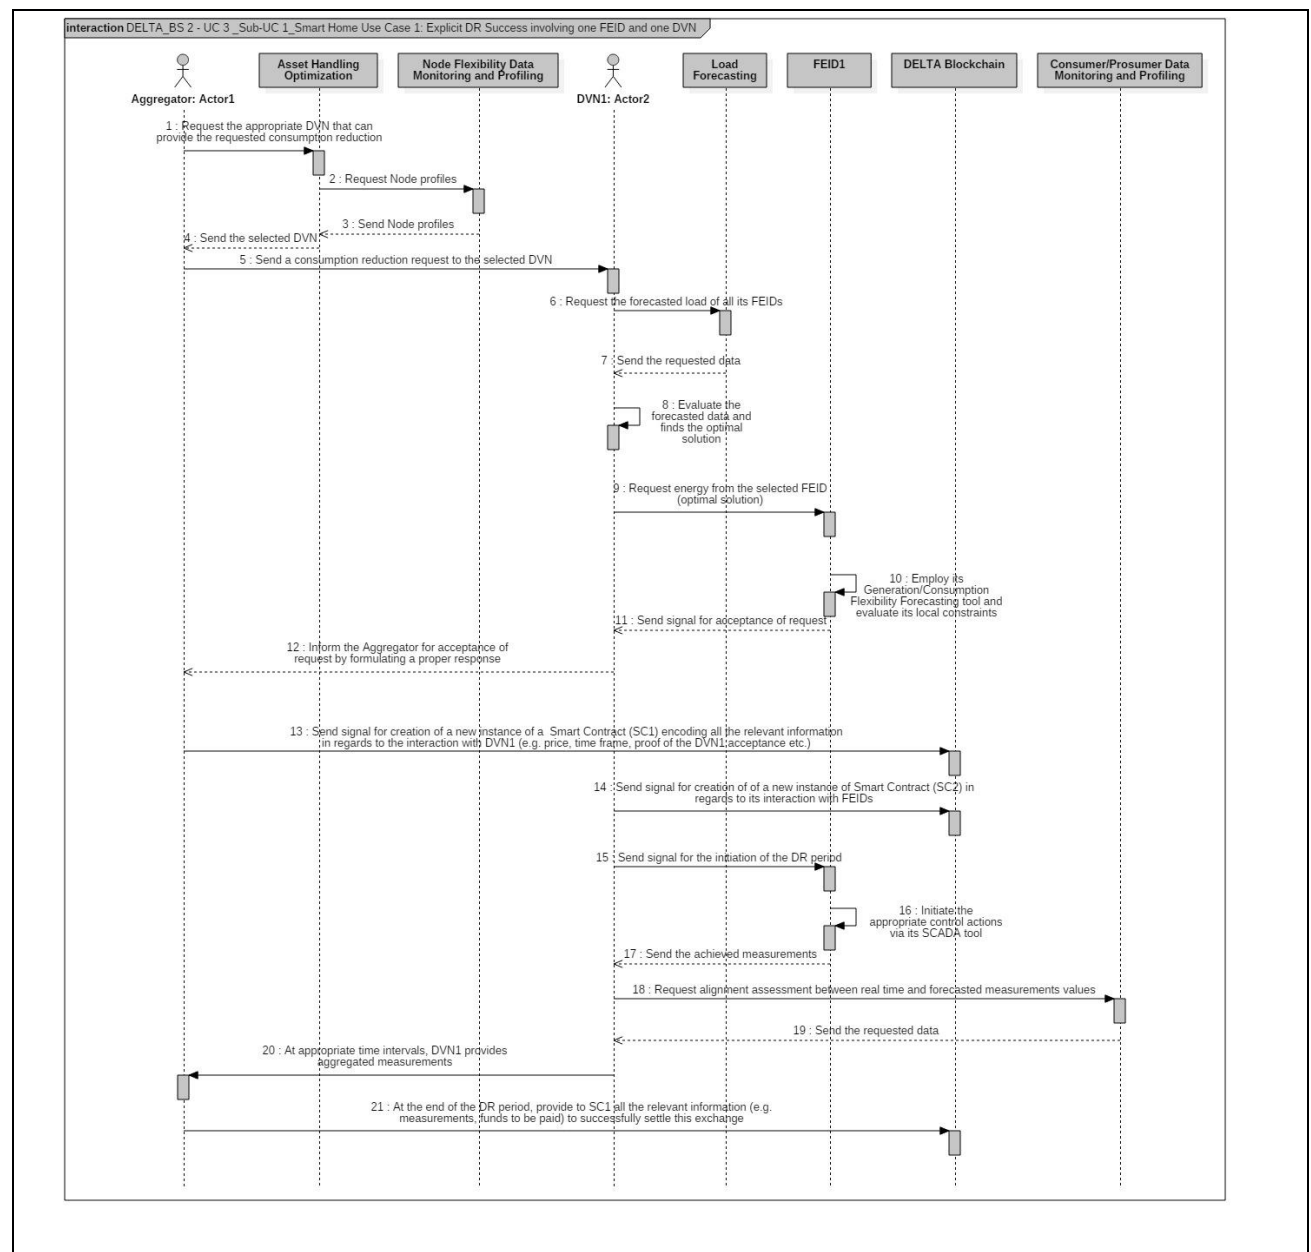 interaction DELTA_BS 2 - UC 3 _Sub-UC 1_Smart Home Use Case 1: Explicit DR Success involving one FEID and one DVN
Aggregator: Actor1
Asset Handling
Optimization
Node Flexibility Data
Monitoring and Profiling
DVN1: Actor2
Load
Forecasting
FEID1
DELTA Blockchain
Consumer/Prosumer Data
Monitoring and Profiling
1 : Request the appropriate DVN that can
provide the requested consumption reduction
2 : Request Node profiles
3 : Send Node profiles
4 : Send the selected DVN
5 : Send a consumption reduction request to the selected DVN
6 : Request the forecasted load of all its FEIDs
7 : Send the requested data
8 : Evaluate the
forecasted data and
finds the optimal
solution
9 : Request energy from the selected FEID
(optimal solution)
10 : Employ its
Generation/Consumption
Flexibility Forecasting tool and
evaluate its local constraints
11 : Send signal for acceptance of request
12 : Inform the Aggregator for acceptance of
request by formulating a proper response
13 : Send signal for creation of a new instance of a Smart Contract (SC1) encoding all the relevant information
in regards to the interaction with DVN1 (e.g. price, time frame, proof of the DVN1 acceptance etc.)
14 : Send signal for creation of of a new instance of Smart Contract (SC2) in
regards to its interaction with FEIDs
15 : Send signal for the initiation of the DR period
16 : Initiate the
appropriate control actions
via its SCADA tool
17 : Send the achieved measurements
18 : Request alignment assessment between real time and forecasted measurements values
19 : Send the requested data
20 : At appropriate time intervals, DVN1 provides
aggregated measurements
21 : At the end of the DR period, provide to SC1 all the relevant information (e.g.
measurements, funds to be paid) to successfully settle this exchange